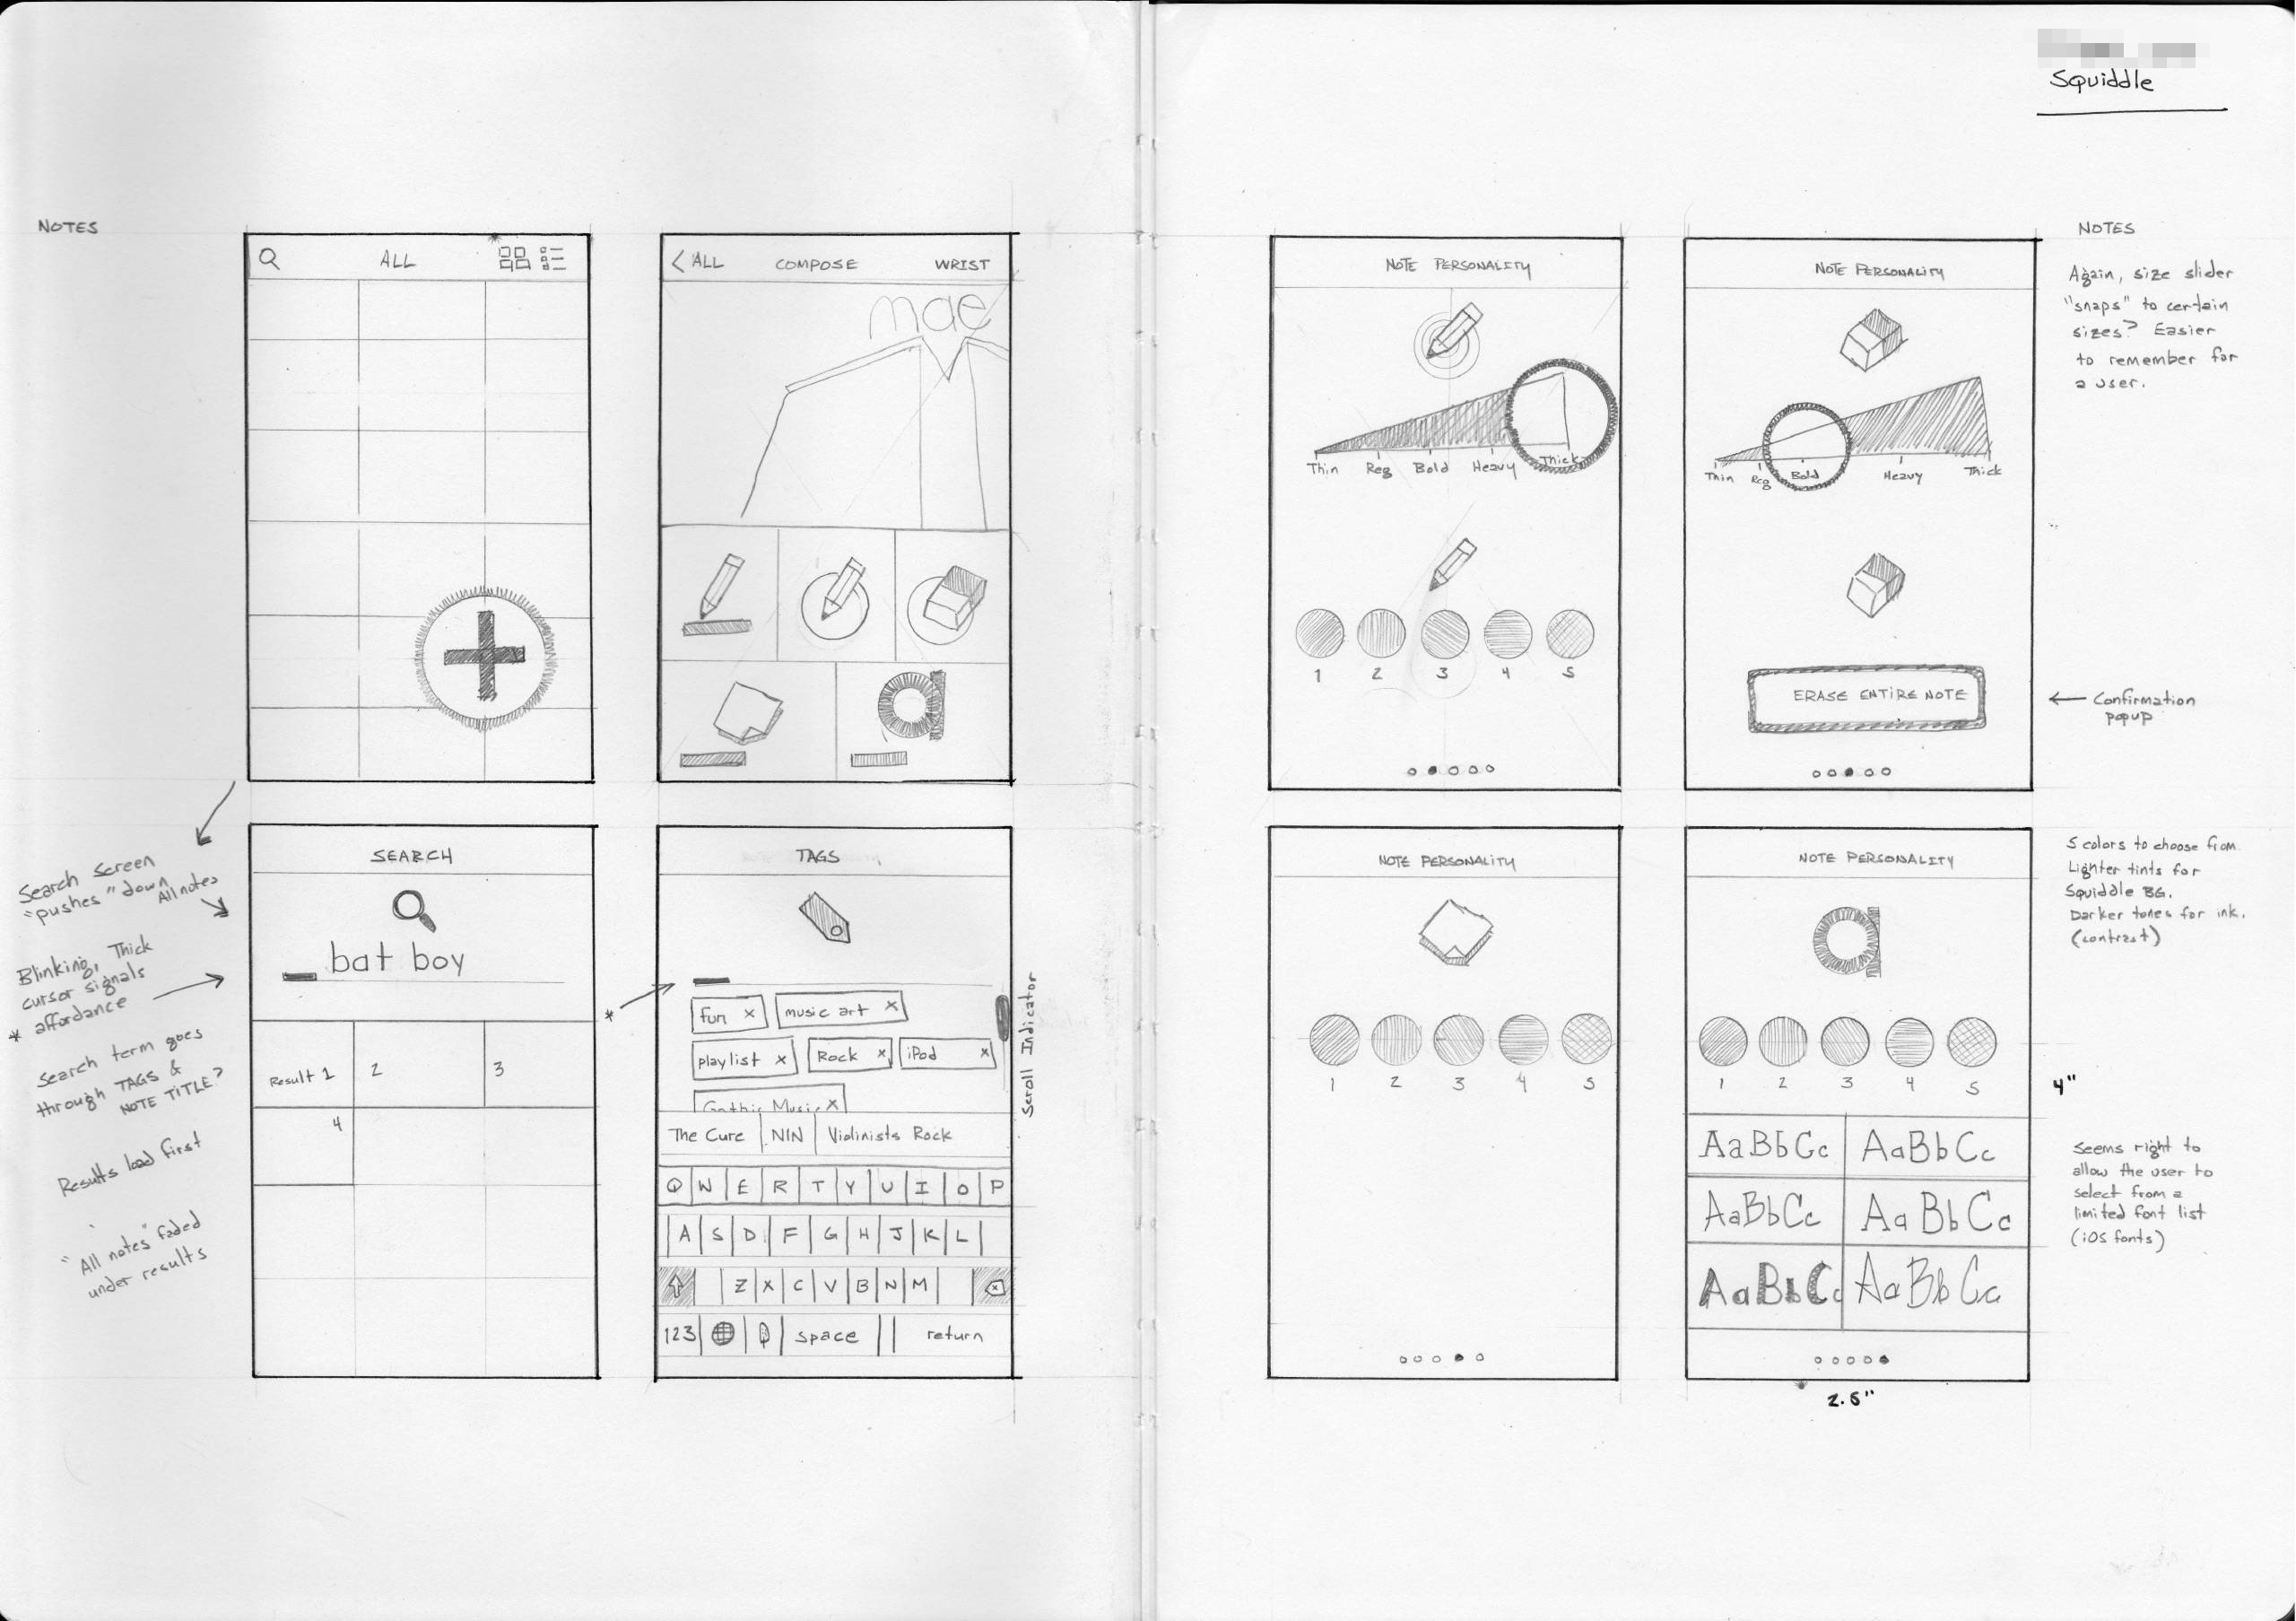 Squiddle
NOTES
ALL
< ALL COMPOSE WRIST
mae
Search screen
"pushes" down
All notes
Blinking, Thick
cursor signals
* affordance
Search term goes
through TAGS &
NOTE TITLE?
Results load first
"All notes" faded
under results
SEARCH
bat boy
Result 1 2 3
4
TAGS
*
fun x music art x
playlist x Rock x iPod x
Gothic Music x
Scroll Indicator
The Cure NIN Violinists Rock
Q W E R T Y U I O P
A S D F G H J K L
Z X C V B N M
123 space return
NOTE PERSONALITY
Thin Reg Bold Heavy Thick
1 2 3 4 5
NOTE PERSONALITY
Thin Reg Bold Heavy Thick
ERASE ENTIRE NOTE
NOTES
Again, size slider
"snaps" to certain
sizes? Easier
to remember for
a user.
Confirmation
popup
NOTE PERSONALITY
1 2 3 4 5
NOTE PERSONALITY
1 2 3 4 5
AaBbCc AaBbCc
AaBbCc AaBbCc
AaBbCc AaBbCc
5 colors to choose from.
Lighter tints for
Squiddle BG.
Darker tones for ink.
(contrast)
4"
Seems right to
allow the user to
select from a
limited font list
(iOS fonts)